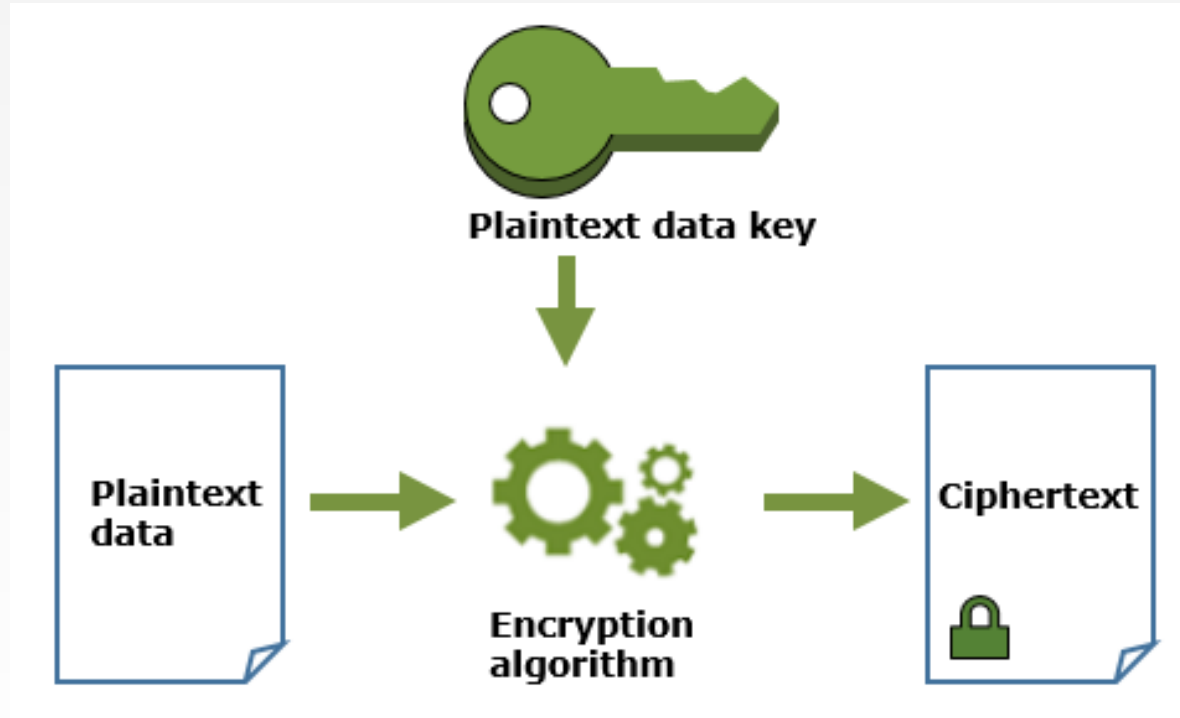 Plaintext data key
Plaintext
data
Encryption
algorithm
Ciphertext